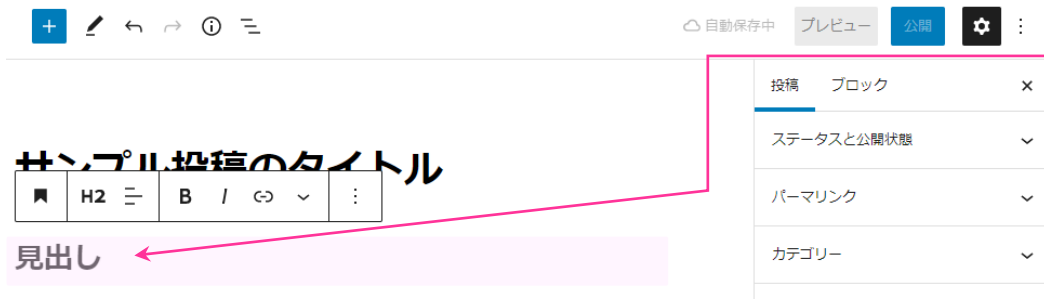 自動保存中 プレビュー 公開
投稿 ブロック
ステータスと公開状態
サンプル投稿のタイトル
H2 B I
パーマリンク
見出し
カテゴリー